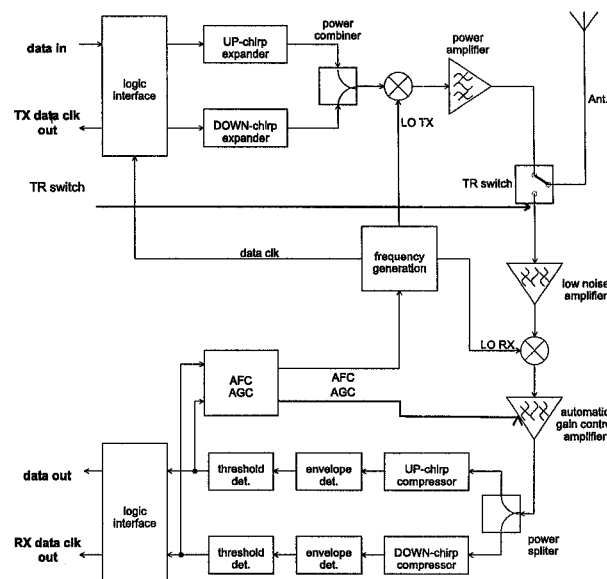 data in
TX data clk
out
logic
interface
UP-chirp
expander
DOWN-chirp
expander
power
combiner
LO TX
power
amplifier
Ant.
TR switch
TR switch
data clk
frequency
generation
low noise
amplifier
LO RX
AFC
AGC
AFC
AGC
automatic
gain control
amplifier
data out
RX data clk
out
logic
interface
threshold
det.
envelope
det.
UP-chirp
compressor
threshold
det.
envelope
det.
DOWN-chirp
compressor
power
spliter